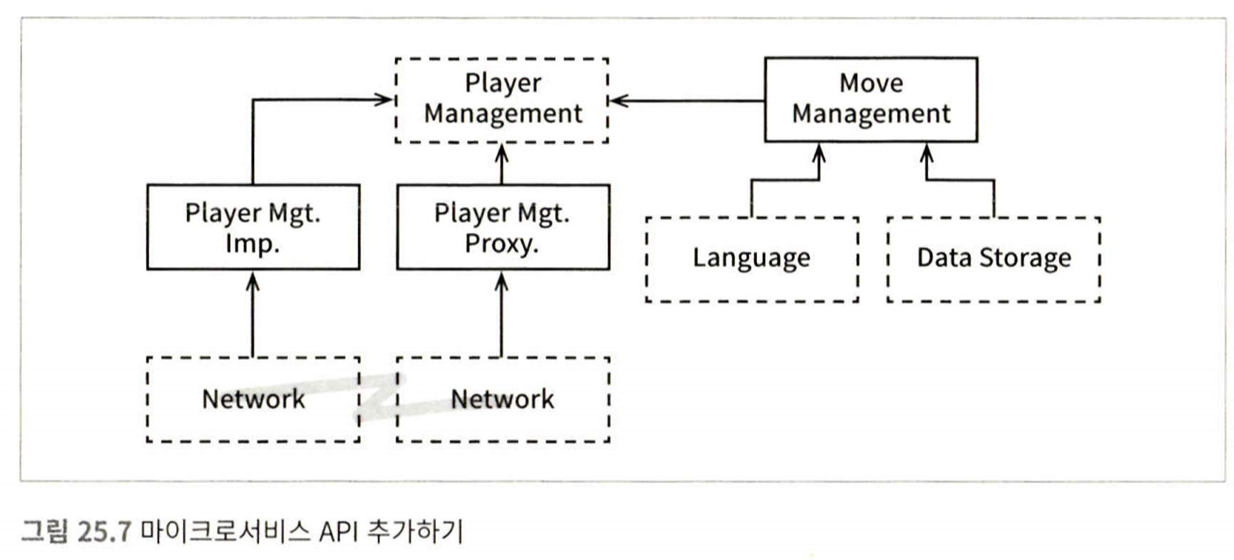 Player
Management
Move
Management
Player Mgt.
Imp.
Player Mgt.
Proxy.
Language
Data Storage
Network
Network
그림 25.7 마이크로서비스 API 추가하기